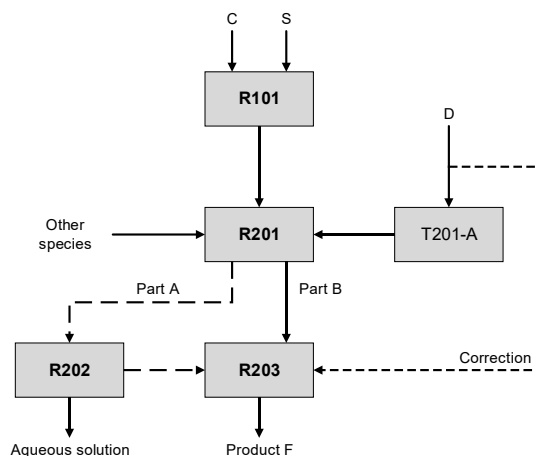 C
S
R101
D
Other
species
R201
T201-A
Part A
Part B
R202
R203
Correction
Aqueous solution
Product F